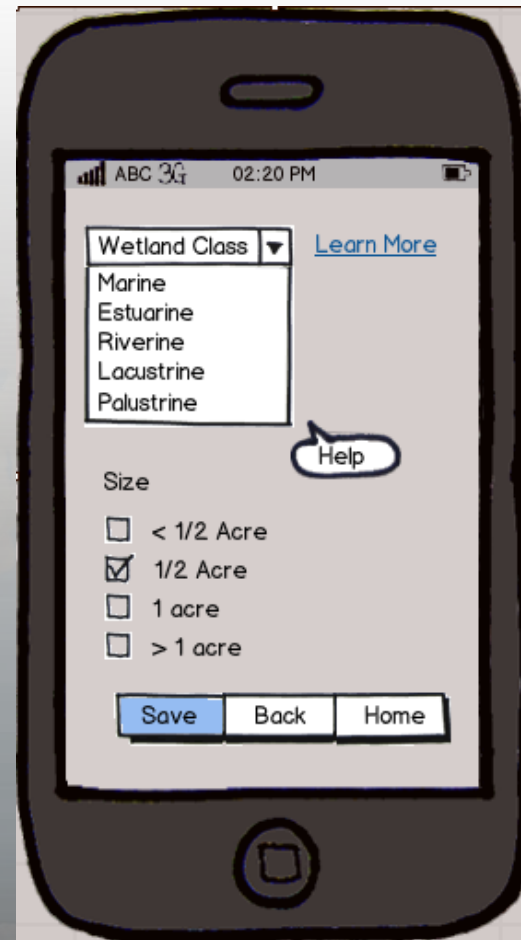 ABC 3G 02:20 PM
Wetland Class Learn More
Marine
Estuarine
Riverine
Lacustrine
Palustrine
Help
Size
< 1/2 Acre
1/2 Acre
1 acre
> 1 acre
Save Back Home